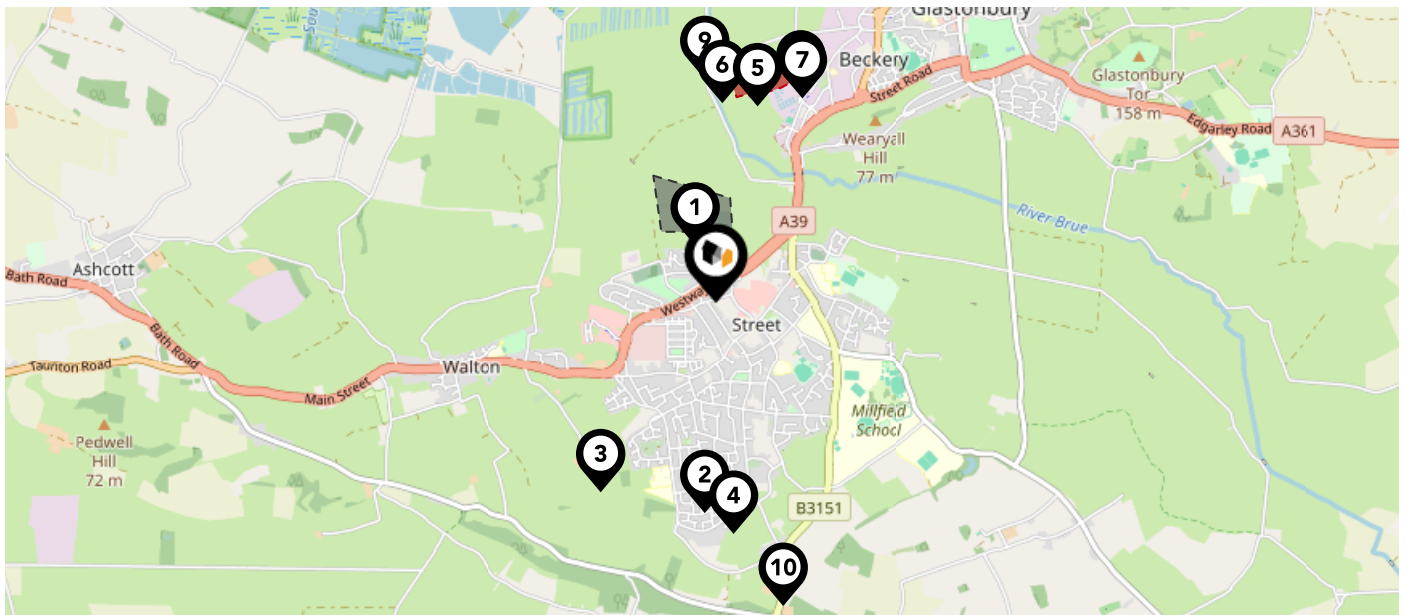 Glastonbury
9
6
5
7
Beckery
Street Road
Glastonbury
Tor
158 m
Edgarley Road
A361
Wearyall
Hill
77 m
1
A39
River Brue
Ashcott
Bath Road
Westway
Street
Bath Road
Taunton Road
Walton
Main Street
Millfield
School
Pedwell
Hill
72 m
3
2
4
B3151
10